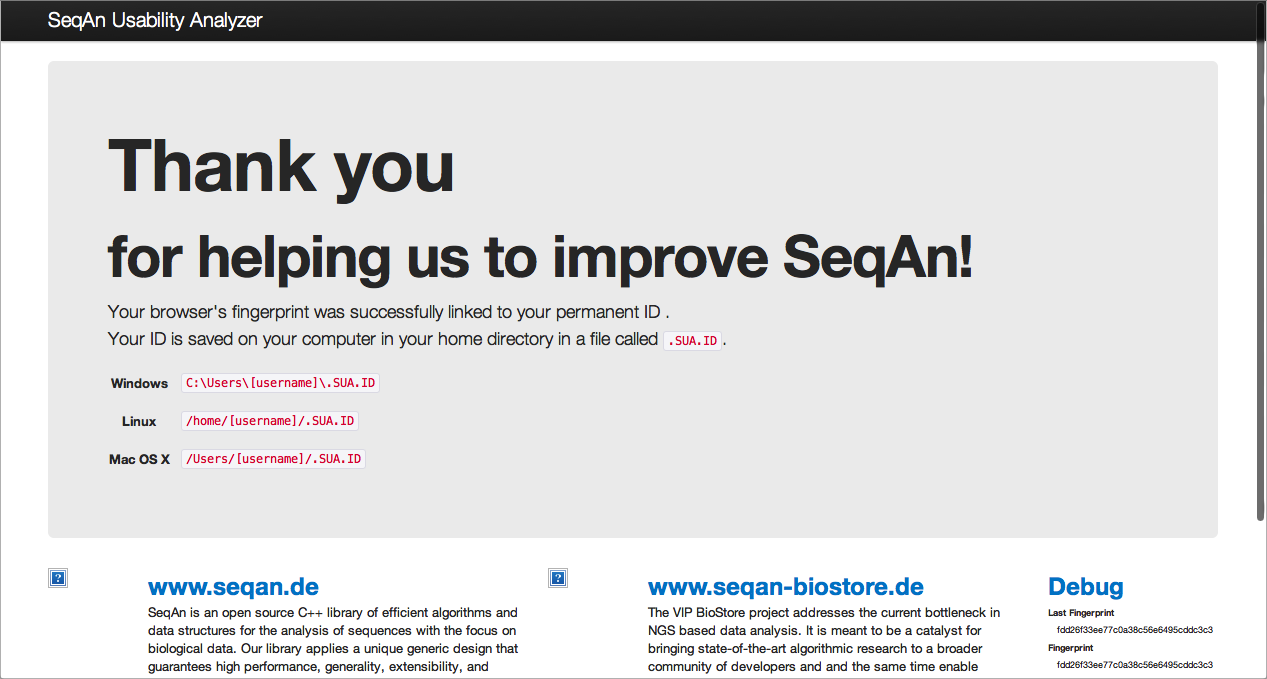 SeqAn Usability Analyzer
Thank you
for helping us to improve SeqAn!
Your browser's fingerprint was successfully linked to your permanent ID .
Your ID is saved on your computer in your home directory in a file called .SUA.ID.
Windows C:\Users\[username]\.SUA.ID
Linux /home/[username]/.SUA.ID
Mac OS X /Users/[username]/.SUA.ID
?
www.seqan.de
SeqAn is an open source C++ library of efficient algorithms and
data structures for the analysis of sequences with the focus on
biological data. Our library applies a unique generic design that
guarantees high performance, generality, extensibility, and
?
www.seqan-biostore.de
The VIP BioStore project addresses the current bottleneck in
NGS based data analysis. It is meant to be a catalyst for
bringing state-of-the-art algorithmic research to a broader
community of developers and and the same time enable
Debug
Last Fingerprint
fdd26f33ee77c0a38c56e6495cddc3c3
Fingerprint
fdd26f33ee77c0a38c56e6495cddc3c3